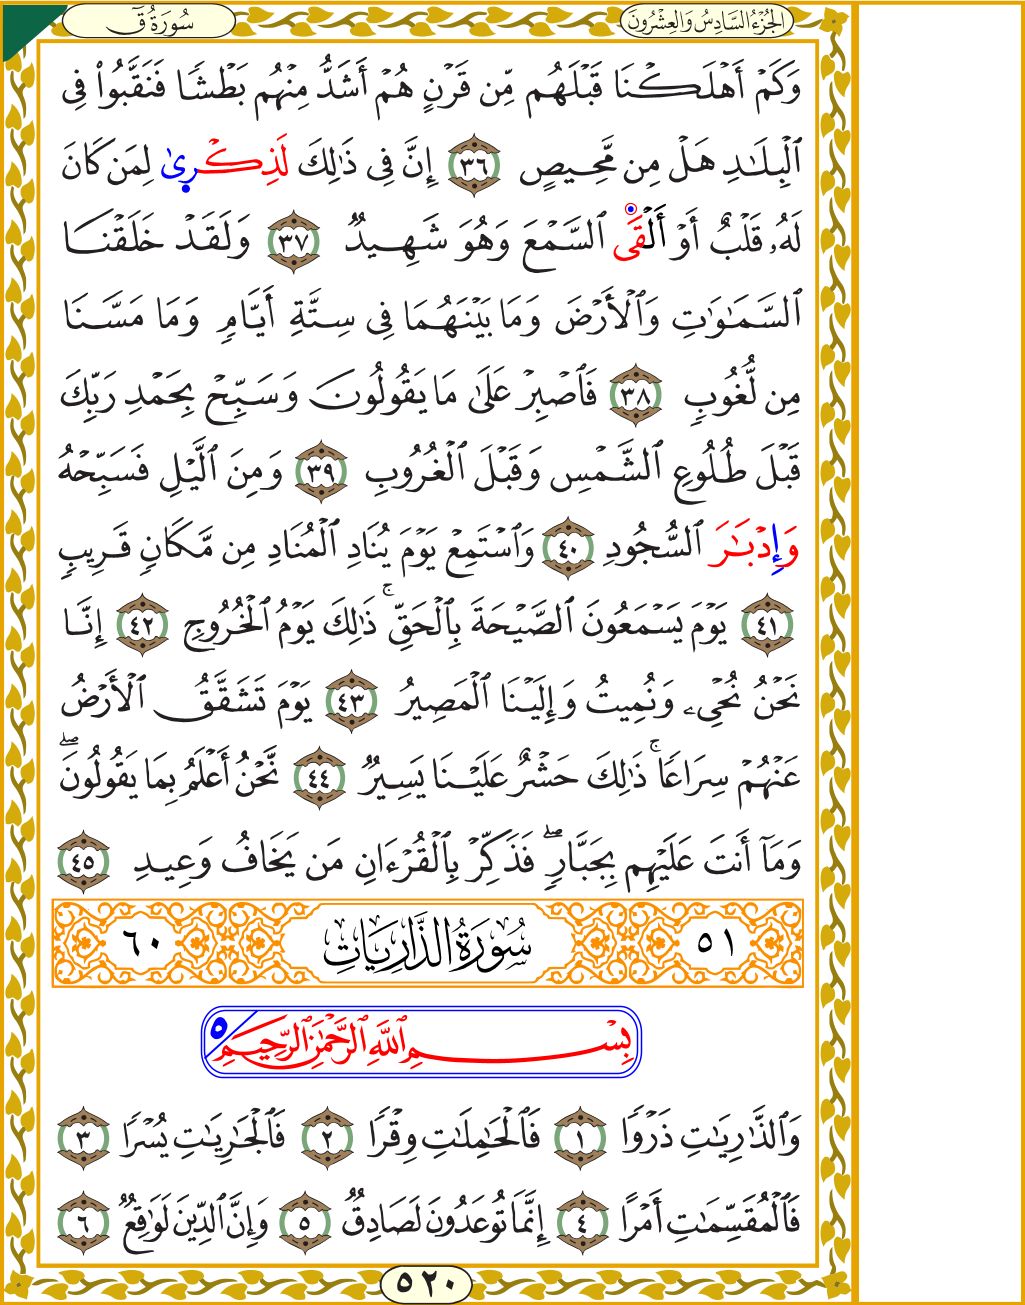 الجُزْءُ السَّادِسُ وَالْعِشْرُونَ
سُورَةُ قٓ
وَكَمۡ أَهۡلَكۡنَا قَبۡلَهُم مِّن قَرۡنٍ هُمۡ أَشَدُّ مِنۡهُم بَطۡشٗا فَنَقَّبُواْ فِي
ٱلۡبِلَٰدِ هَلۡ مِن مَّحِيصٍ ٣٦ إِنَّ فِي ذَٰلِكَ لَذِكۡرِىٰ لِمَن كَانَ
لَهُۥ قَلۡبٌ أَوۡ أَلۡقَى ٱلسَّمۡعَ وَهُوَ شَهِيدٞ ٣٧ وَلَقَدۡ خَلَقۡنَا
ٱلسَّمَٰوَٰتِ وَٱلۡأَرۡضَ وَمَا بَيۡنَهُمَا فِي سِتَّةِ أَيَّامٖ وَمَا مَسَّنَا
مِن لُّغُوبٖ ٣٨ فَٱصۡبِرۡ عَلَىٰ مَا يَقُولُونَ وَسَبِّحۡ بِحَمۡدِ رَبِّكَ
قَبۡلَ طُلُوعِ ٱلشَّمۡسِ وَقَبۡلَ ٱلۡغُرُوبِ ٣٩ وَمِنَ ٱلَّيۡلِ فَسَبِّحۡهُ
وَإِدۡبَٰرَ ٱلسُّجُودِ ٤٠ وَٱسۡتَمِعۡ يَوۡمَ يُنَادِ ٱلۡمُنَادِ مِن مَّكَانٖ قَرِيبٖ
٤١ يَوۡمَ يَسۡمَعُونَ ٱلصَّيۡحَةَ بِٱلۡحَقِّۚ ذَٰلِكَ يَوۡمُ ٱلۡخُرُوجِ ٤٢ إِنَّا
نَحۡنُ نُحۡيِۦ وَنُمِيتُ وَإِلَيۡنَا ٱلۡمَصِيرُ ٤٣ يَوۡمَ تَشَقَّقُ ٱلۡأَرۡضُ
عَنۡهُمۡ سِرَاعٗاۚ ذَٰلِكَ حَشۡرٌ عَلَيۡنَا يَسِيرٞ ٤٤ نَّحۡنُ أَعۡلَمُ بِمَا يَقُولُونَۖ
وَمَآ أَنتَ عَلَيۡهِم بِجَبَّارٖۖ فَذَكِّرۡ بِٱلۡقُرۡءَانِ مَن يَخَافُ وَعِيدِ ٤٥
٥١ سُورَةُ الذَّارِيَاتِ ٦٠
بِسۡمِ ٱللَّهِ ٱلرَّحۡمَٰنِ ٱلرَّحِيمِ ٥
وَٱلذَّٰرِيَٰتِ ذَرۡوٗا ١ فَٱلۡحَٰمِلَٰتِ وِقۡرٗا ٢ فَٱلۡجَٰرِيَٰتِ يُسۡرٗا ٣
فَٱلۡمُقَسِّمَٰتِ أَمۡرًا ٤ إِنَّمَا تُوعَدُونَ لَصَادِقٞ ٥ وَإِنَّ ٱلدِّينَ لَوَٰقِعٞ ٦
٥٢٠